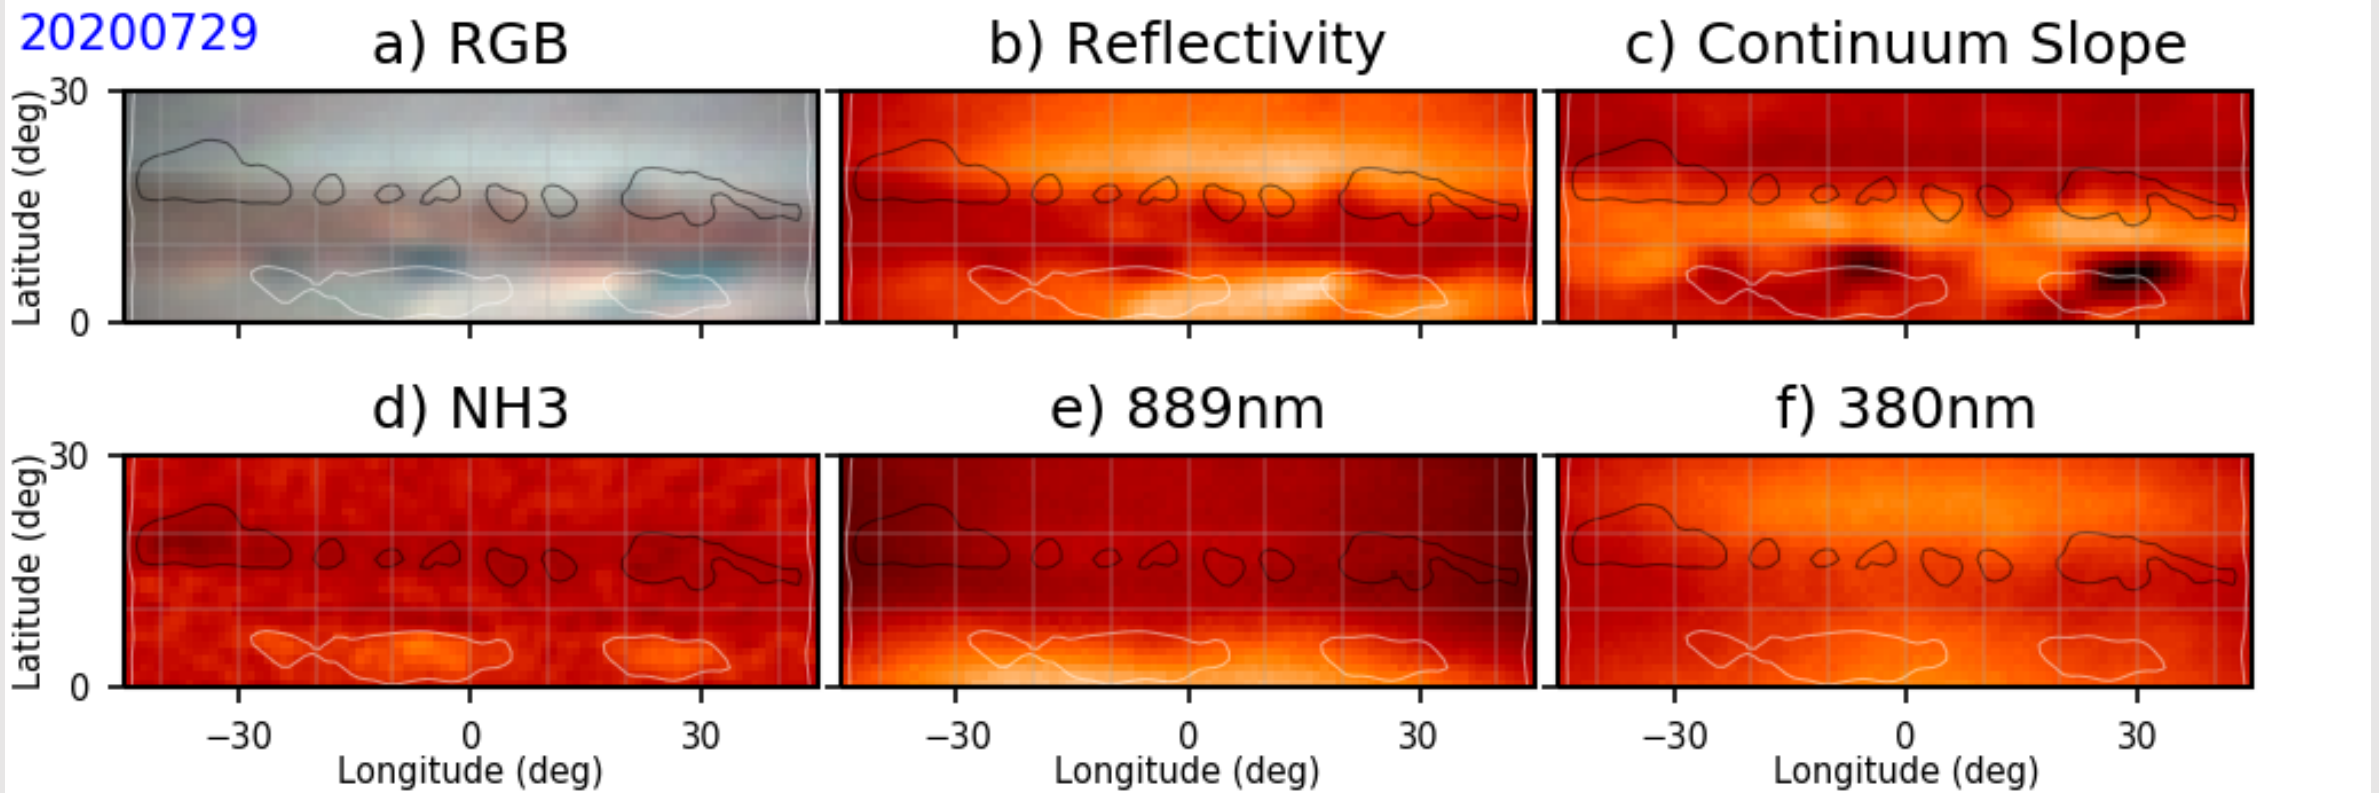 20200729
a) RGB
b) Reflectivity
c) Continuum Slope
Latitude (deg)
30
0
d) NH3
e) 889nm
f) 380nm
Latitude (deg)
30
0
−30 0 30
−30 0 30
−30 0 30
Longitude (deg)
Longitude (deg)
Longitude (deg)